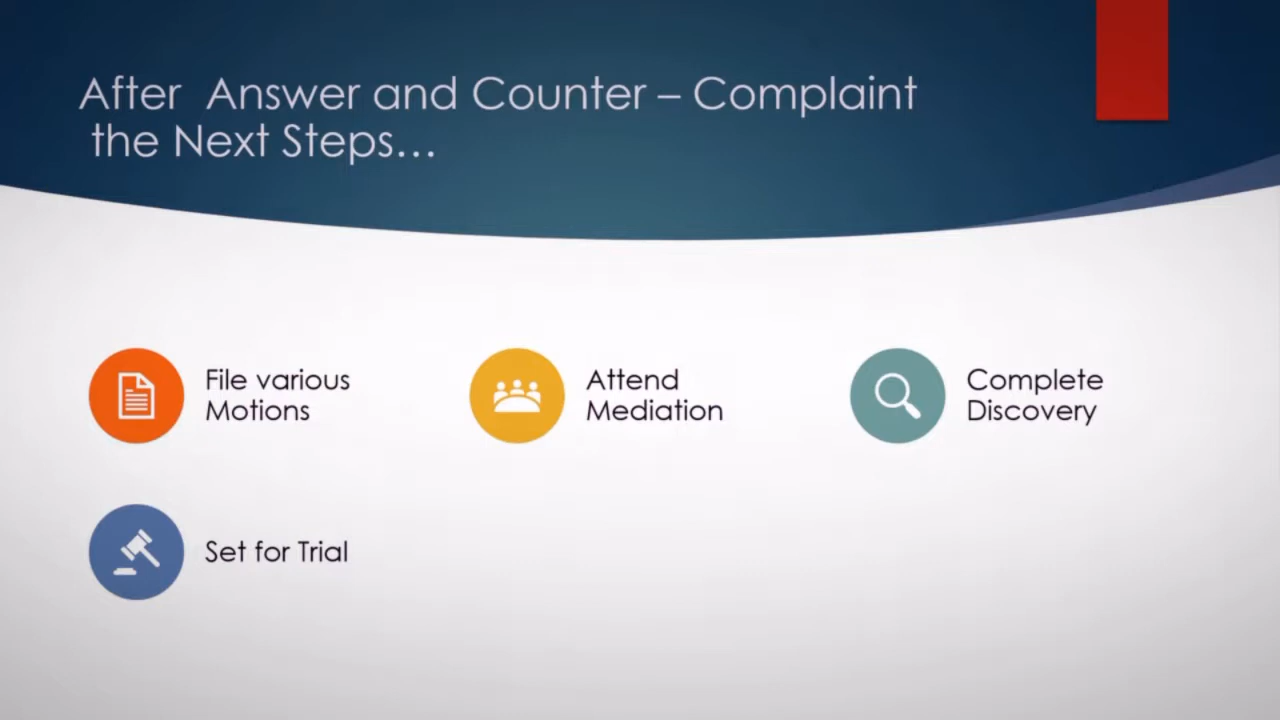 After Answer and Counter – Complaint
the Next Steps...
File various
Motions
Attend
Mediation
Complete
Discovery
Set for Trial